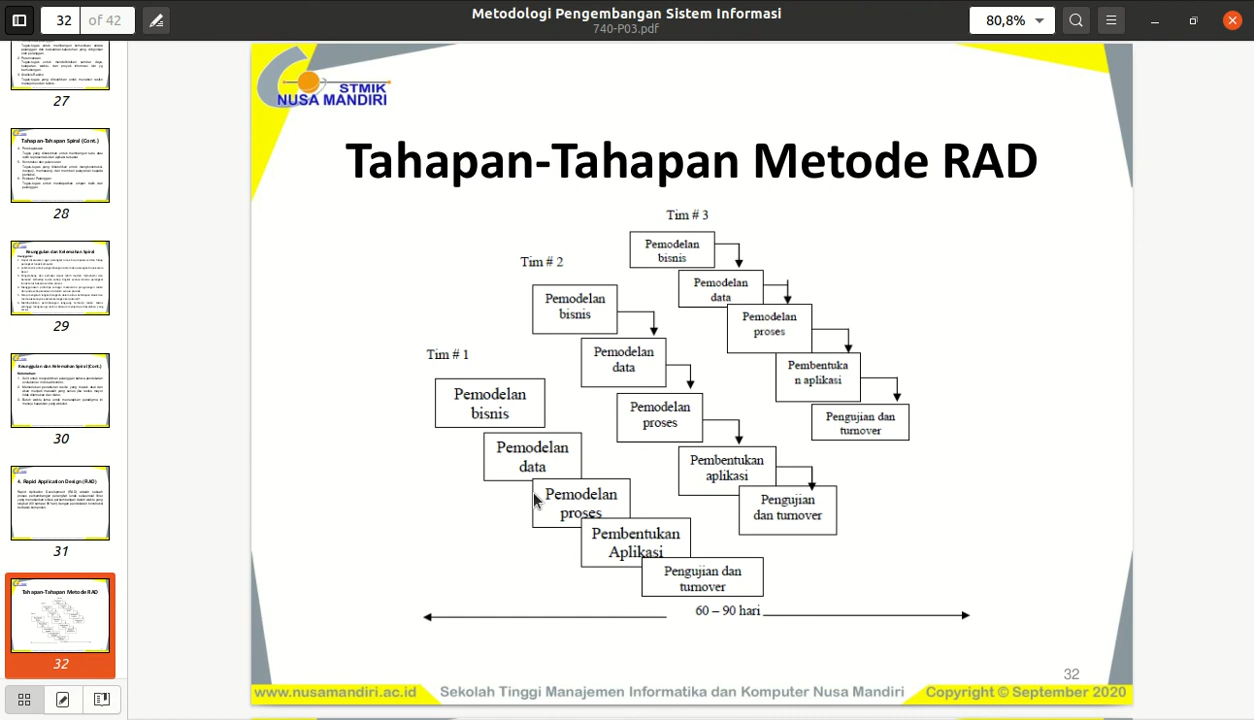 32 of 42
Metodologi Pengembangan Sistem Informasi
740-P03.pdf
80,8%
27
Tahapan-Tahapan Spiral (Cont.)
28
Keunggulan dan Kelemahan Spiral
29
Keunggulan dan Kelemahan Spiral (Cont.)
30
4. Rapid Application Design (RAD)
31
Tahapan-Tahapan Metode RAD
32
STMIK
NUSA MANDIRI
Tahapan-Tahapan Metode RAD
Tim # 3
Pemodelan
bisnis
Pemodelan
data
Pemodelan
proses
Pembentuka
n aplikasi
Pengujian dan
turnover
Tim # 2
Pemodelan
bisnis
Pemodelan
data
Pemodelan
proses
Pembentukan
aplikasi
Pengujian
dan turnover
Tim # 1
Pemodelan
bisnis
Pemodelan
data
Pemodelan
proses
Pembentukan
Aplikasi
Pengujian dan
turnover
60 – 90 hari
32
www.nusamandiri.ac.id Sekolah Tinggi Manajemen Informatika dan Komputer Nusa Mandiri Copyright © September 2020